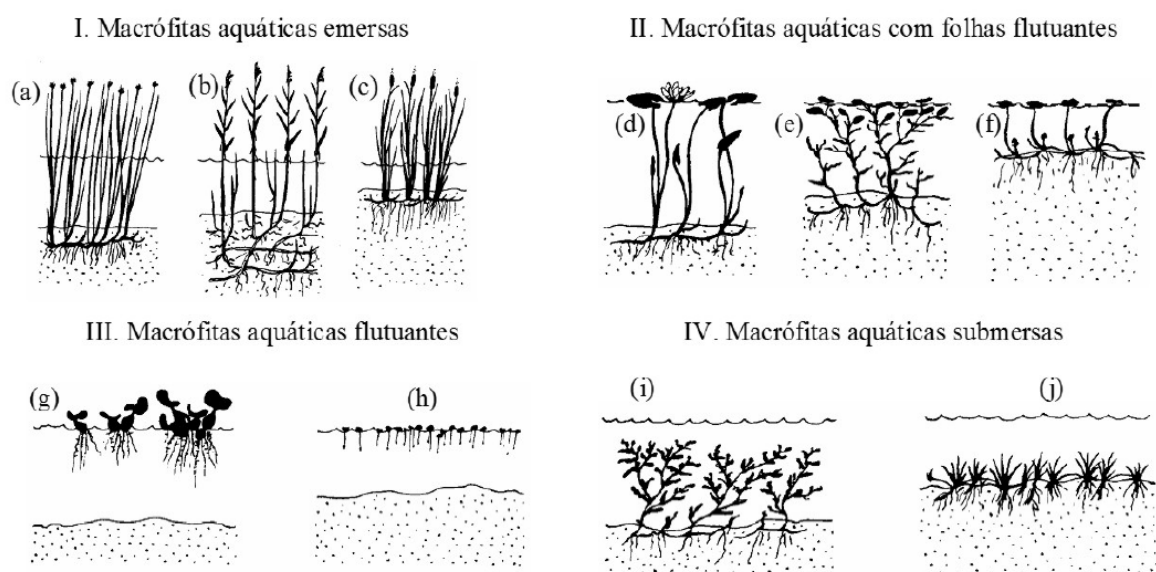 I. Macrófitas aquáticas emersas
II. Macrófitas aquáticas com folhas flutuantes
(a)
(b)
(c)
(d)
(e)
(f)
III. Macrófitas aquáticas flutuantes
IV. Macrófitas aquáticas submersas
(g)
(h)
(i)
(j)